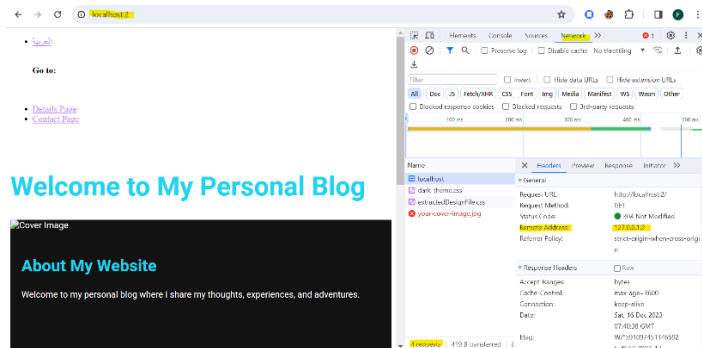 localhost:2
العربية
Go to:
Details Page
Contact Page
Welcome to My Personal Blog
Cover Image
About My Website
Welcome to my personal blog where I share my thoughts, experiences, and adventures.
Elements Console Sources Network 1
Preserve log Disable cache No throttling
Filter Invert Hide data URLs Hide extension URLs
All Doc JS Fetch/XHR CSS Font Img Media Manifest WS Wasm Other
Blocked response cookies Blocked requests 3rd-party requests
100 ms 200 ms 300 ms 400 ms 500 ms
Name
localhost
dark-theme.css
extractedDesignFile.css
your-cover-image.jpg
4 requests 419 B transferred
Headers Preview Response Initiator
General
Request URL: http://localhost:2/
Request Method: GET
Status Code: 304 Not Modified
Remote Address: 127.0.0.1:2
Referrer Policy: strict-origin-when-cross-origin
Response Headers Raw
Accept-Ranges: bytes
Cache-Control: max-age=3600
Connection: keep-alive
Date: Sat, 16 Dec 2023
07:40:38 GMT
Etag: